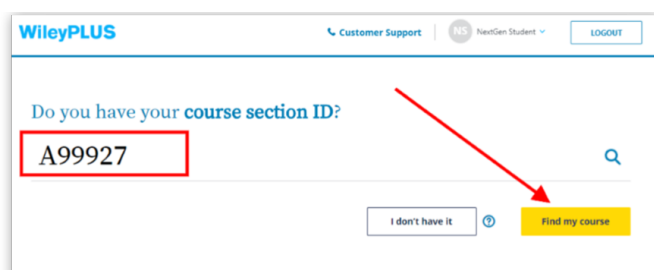 WileyPLUS
Customer Support
NS NextGen Student
LOGOUT
Do you have your course section ID?
A99927
I don't have it
?
Find my course